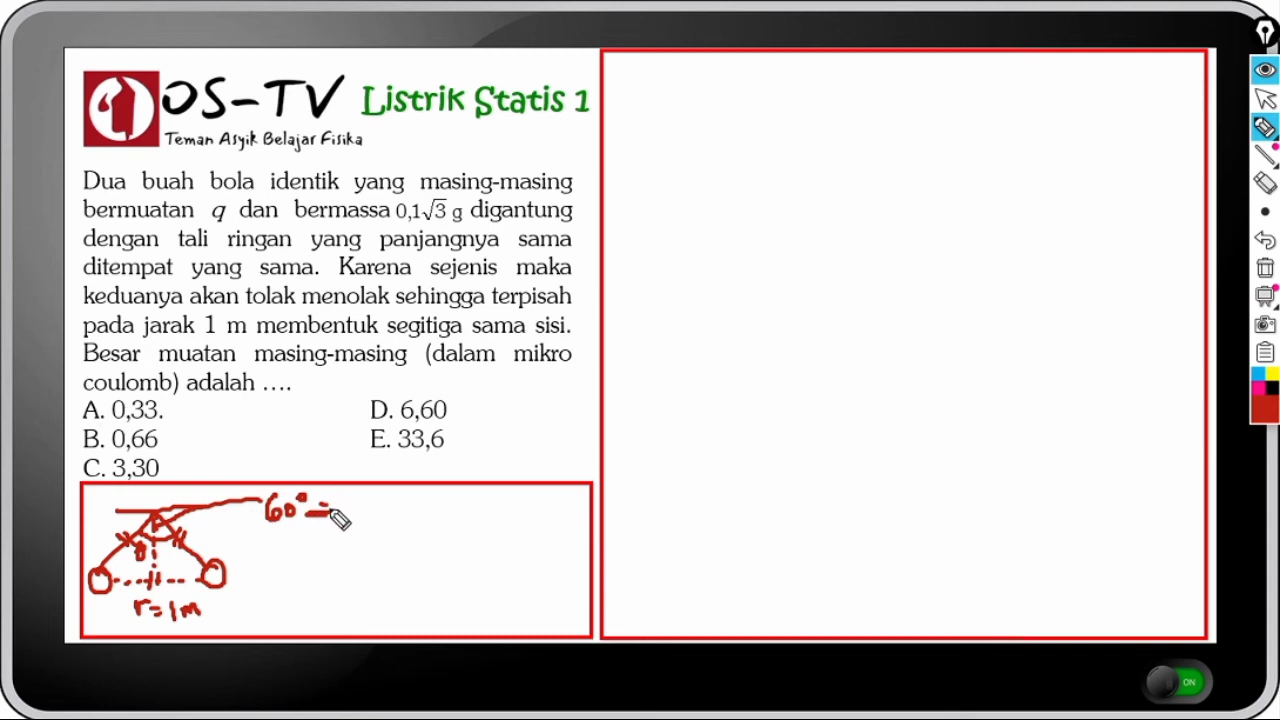 OS-TV Listrik Statis 1
Teman Asyik Belajar Fisika
Dua buah bola identik yang masing-masing
bermuatan q dan bermassa 0,1√3 g digantung
dengan tali ringan yang panjangnya sama
ditempat yang sama. Karena sejenis maka
keduanya akan tolak menolak sehingga terpisah
pada jarak 1 m membentuk segitiga sama sisi.
Besar muatan masing-masing (dalam mikro
coulomb) adalah ….
A. 0,33. D. 6,60
B. 0,66 E. 33,6
C. 3,30
60° =
r = 1 m
ON